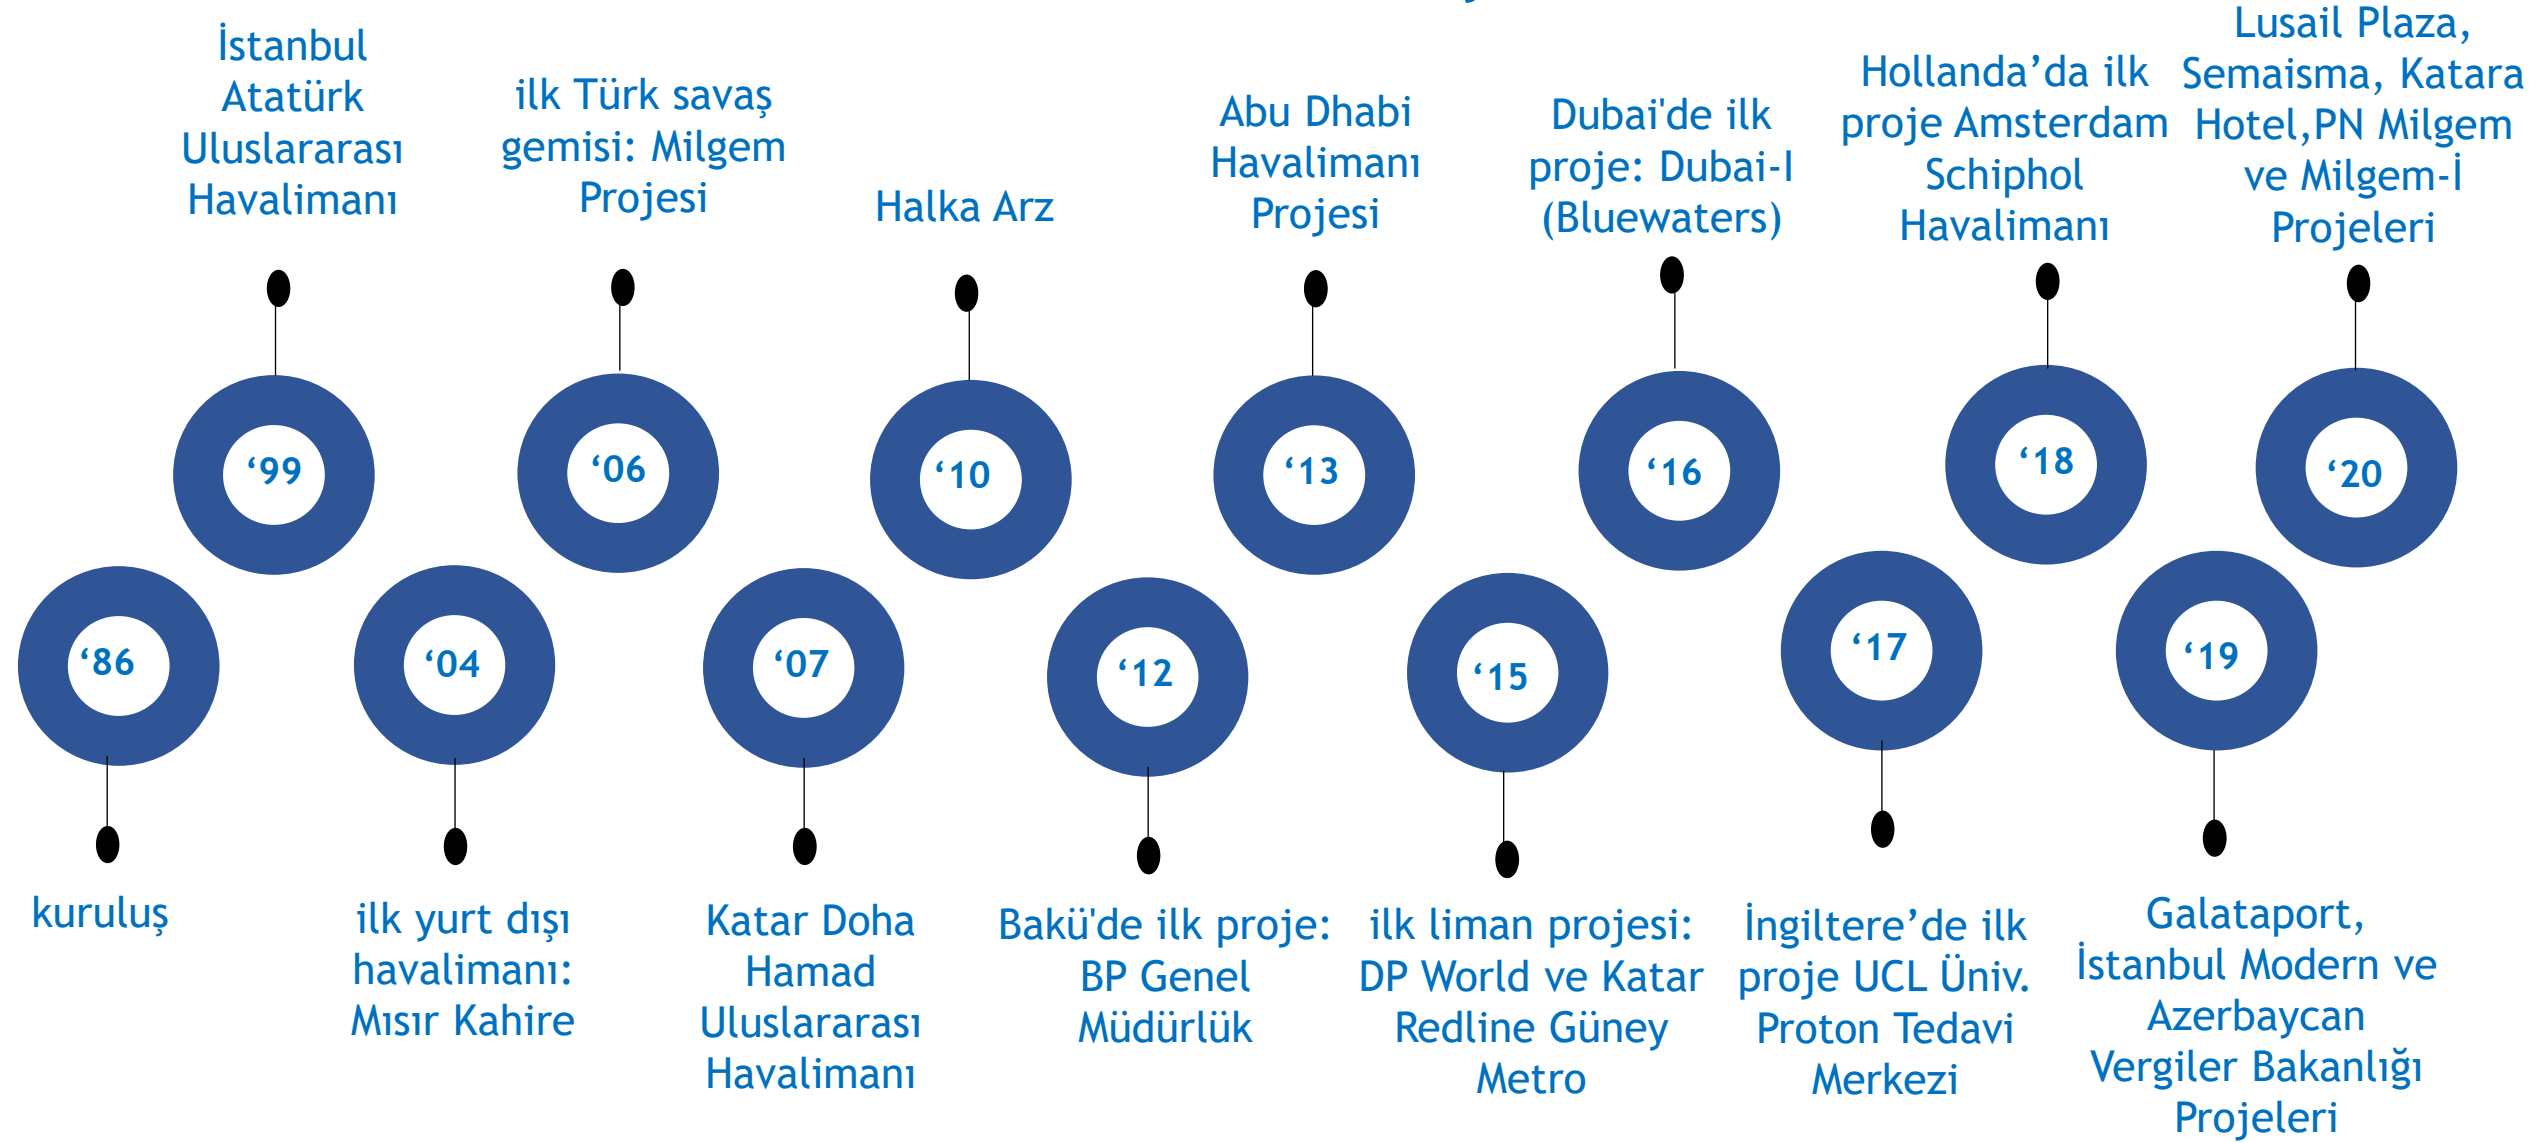 İstanbul
Atatürk
Uluslararası
Havalimanı
ilk Türk savaş
gemisi: Milgem
Projesi
Halka Arz
Abu Dhabi
Havalimanı
Projesi
Dubai'de ilk
proje: Dubai-I
(Bluewaters)
Hollanda’da ilk
proje Amsterdam
Schiphol
Havalimanı
Lusail Plaza,
Semaisma, Katara
Hotel,PN Milgem
ve Milgem-İ
Projeleri
‘99
‘06
‘10
‘13
‘16
‘18
‘20
‘86
‘04
‘07
‘12
‘15
‘17
‘19
kuruluş
ilk yurt dışı
havalimanı:
Mısır Kahire
Katar Doha
Hamad
Uluslararası
Havalimanı
Bakü'de ilk proje:
BP Genel
Müdürlük
ilk liman projesi:
DP World ve Katar
Redline Güney
Metro
İngiltere’de ilk
proje UCL Üniv.
Proton Tedavi
Merkezi
Galataport,
İstanbul Modern ve
Azerbaycan
Vergiler Bakanlığı
Projeleri